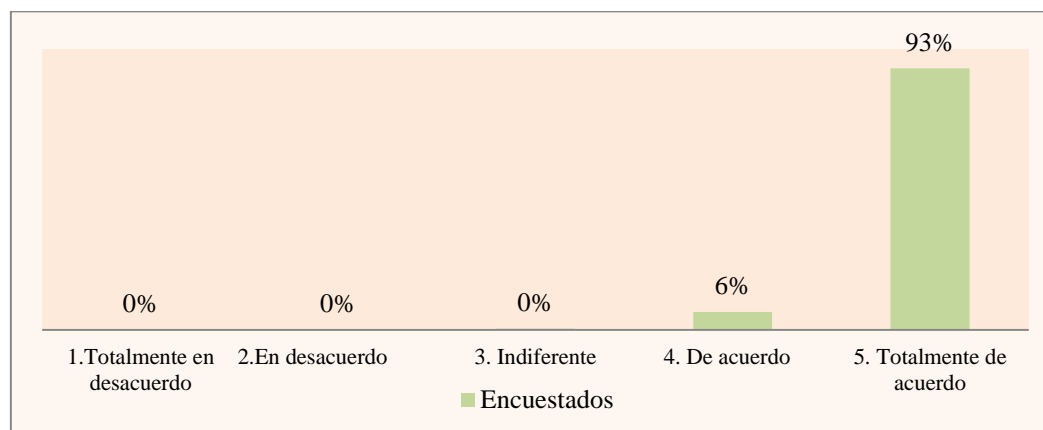 93%
6%
0%
0%
0%
1.Totalmente en
desacuerdo
2.En desacuerdo
3. Indiferente
4. De acuerdo
5. Totalmente de
acuerdo
Encuestados